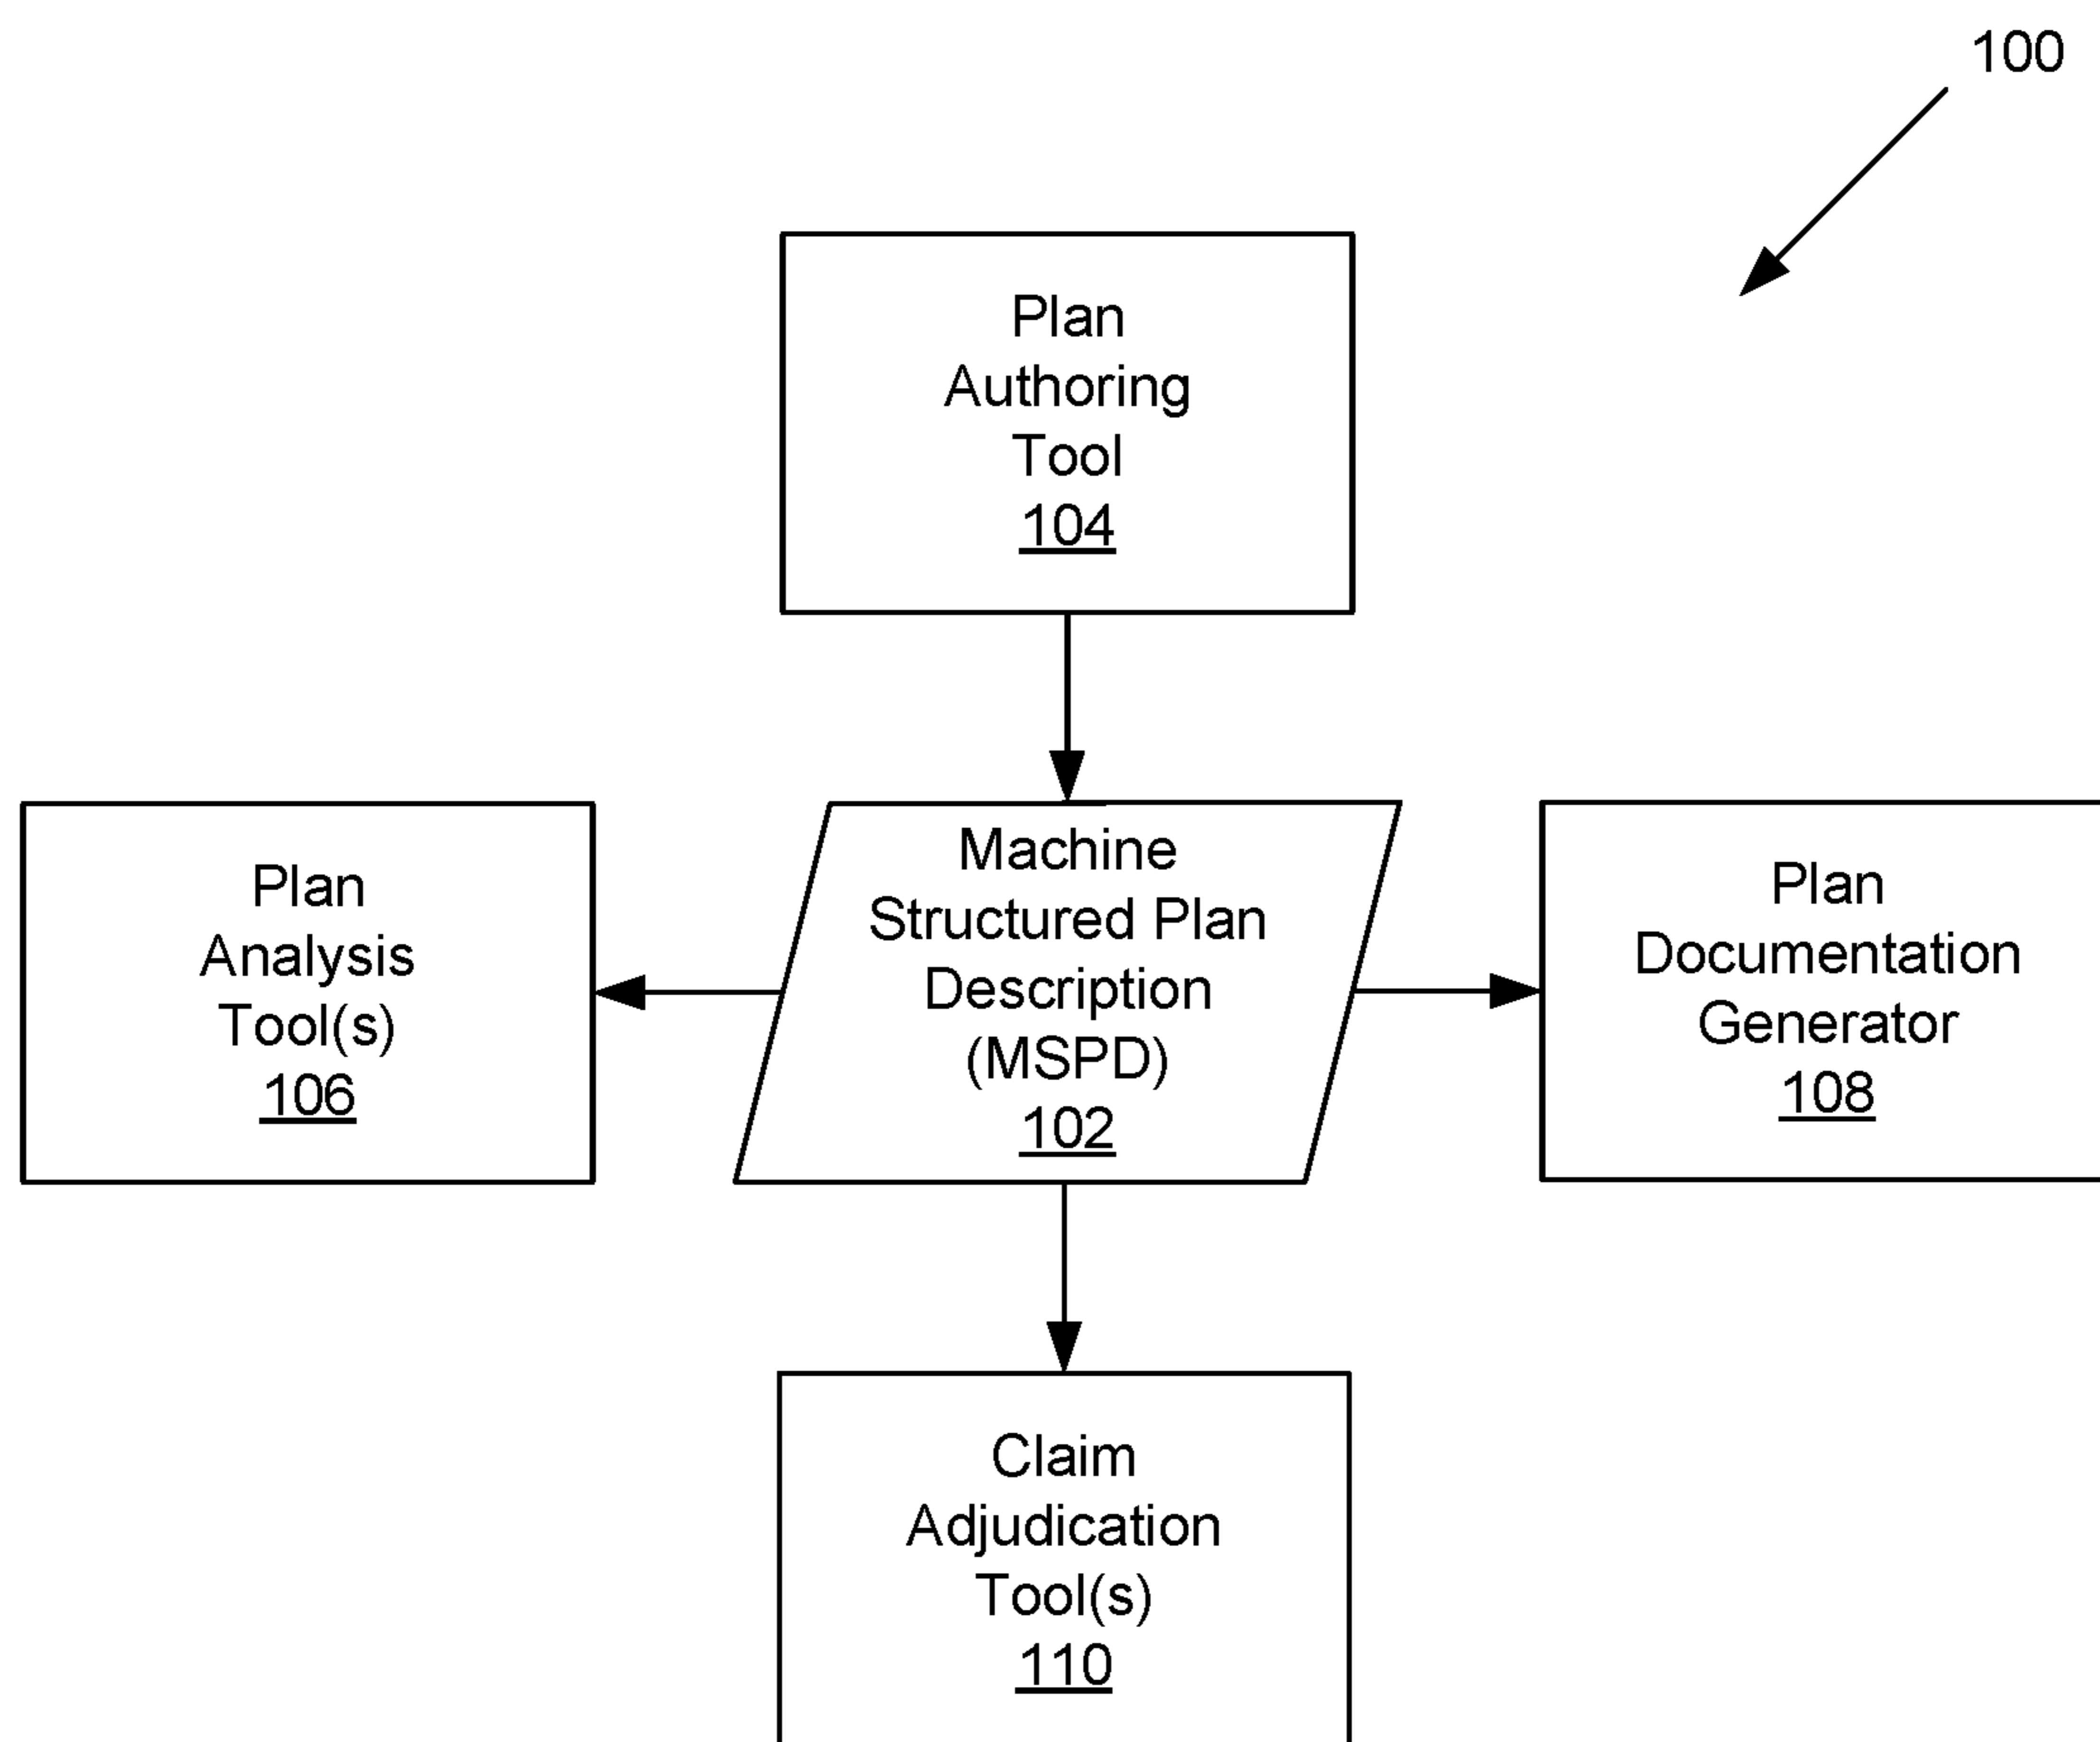 100
Plan
Authoring
Tool
104
Plan
Analysis
Tool(s)
106
Machine
Structured Plan
Description
(MSPD)
102
Plan
Documentation
Generator
108
Claim
Adjudication
Tool(s)
110